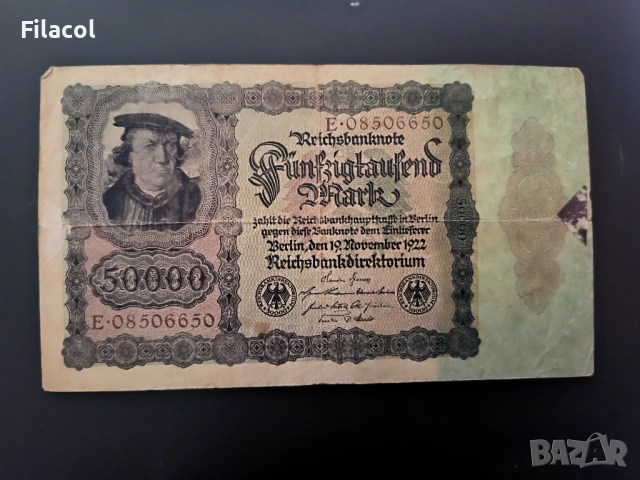 Filacol
E·08506650
Reichsbanknote
Fünfzigtausend
Mark
zahlt die Reichsbankhauptkasse in Berlin
gegen diese Banknote dem Einlieferer
Berlin, den 19. November 1922
Reichsbankdirektorium
50000
E·08506650
BAZAR